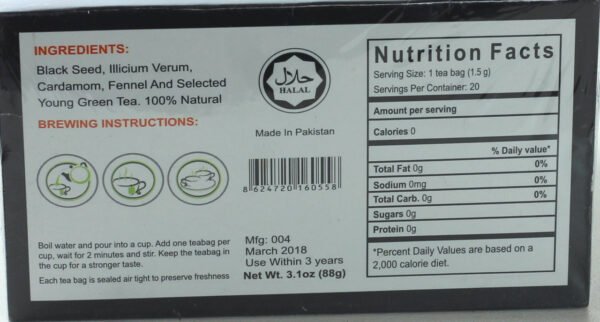 INGREDIENTS:
Black Seed, Illicium Verum,
Cardamom, Fennel And Selected
Young Green Tea. 100% Natural
BREWING INSTRUCTIONS:
Boil water and pour into a cup. Add one teabag per
cup, wait for 2 minutes and stir. Keep the teabag in
the cup for a stronger taste.
Each tea bag is sealed air tight to preserve freshness
حلال
HALAL
Made In Pakistan
8 624720 160558
Mfg: 004
March 2018
Use Within 3 years
Net Wt. 3.1oz (88g)
Nutrition Facts
Serving Size: 1 tea bag (1.5 g)
Servings Per Container: 20
Amount per serving
Calories 0
% Daily value*
Total Fat 0g 0%
Sodium 0mg 0%
Total Carb. 0g 0%
Sugars 0g
Protein 0g
*Percent Daily Values are based on a
2,000 calorie diet.